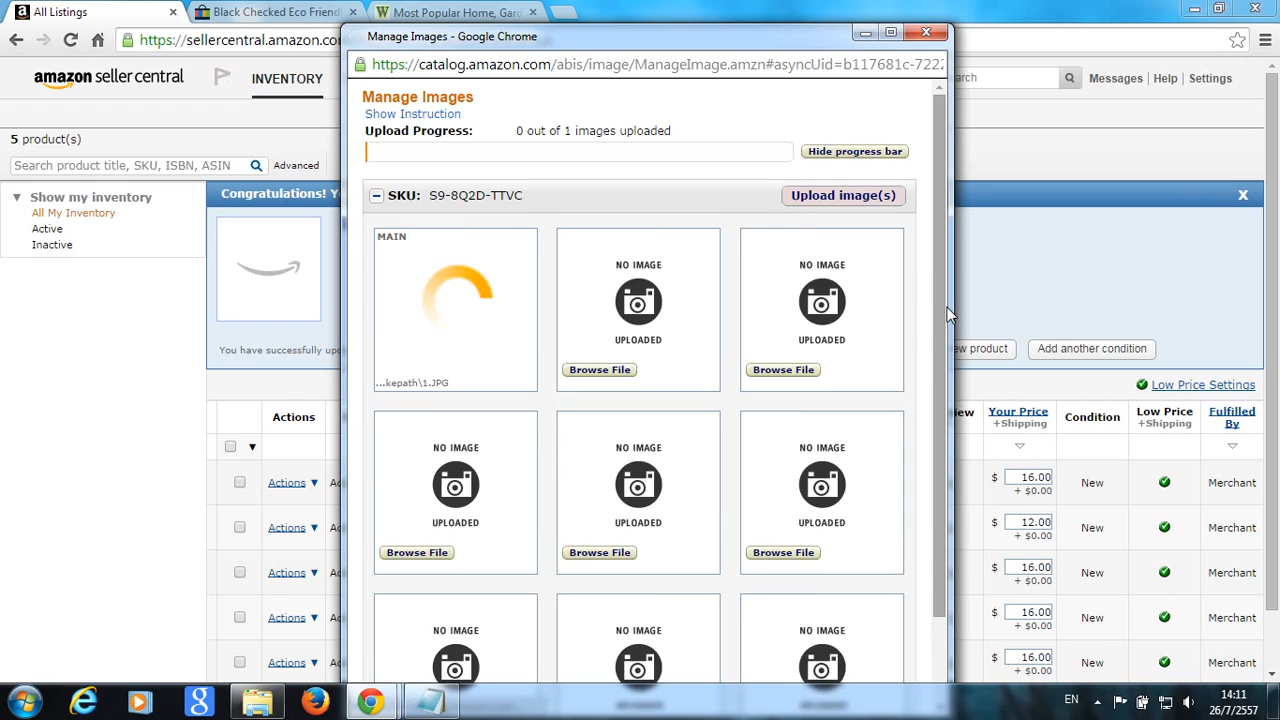 All Listings
Black Checked Eco Friend
Most Popular Home, Gard
Manage Images - Google Chrome
https://sellercentral.amazon.co
https://catalog.amazon.com/abis/image/ManageImage.amzn#asyncUid=b117681c-722
amazon seller central
INVENTORY
earch
Messages
Help
Settings
Manage Images
Show Instruction
Upload Progress:
0 out of 1 images uploaded
Hide progress bar
5 product(s)
Search product title, SKU, ISBN, ASIN
Advanced
Show my inventory
All My Inventory
Active
Inactive
Congratulations! Y
X
SKU: S9-8Q2D-TTVC
Upload image(s)
MAIN
...kepath\1.JPG
NO IMAGE
UPLOADED
Browse File
NO IMAGE
UPLOADED
Browse File
You have successfully up
ew product
Add another condition
Low Price Settings
NO IMAGE
UPLOADED
Browse File
NO IMAGE
UPLOADED
Browse File
NO IMAGE
UPLOADED
Browse File
NO IMAGE
NO IMAGE
NO IMAGE
Actions
iew
Your Price
+Shipping
Condition
Low Price
+Shipping
Fulfilled
By
Actions
Ac
$ 16.00
+ $0.00
New
Merchant
Actions
Ac
$ 12.00
+ $0.00
New
Merchant
Actions
Ac
$ 16.00
+ $0.00
New
Merchant
Actions
Ac
$ 16.00
+ $0.00
New
Merchant
Actions
Ac
$ 16.00
+ $0.00
New
Merchant
EN
14:11
26/7/2557